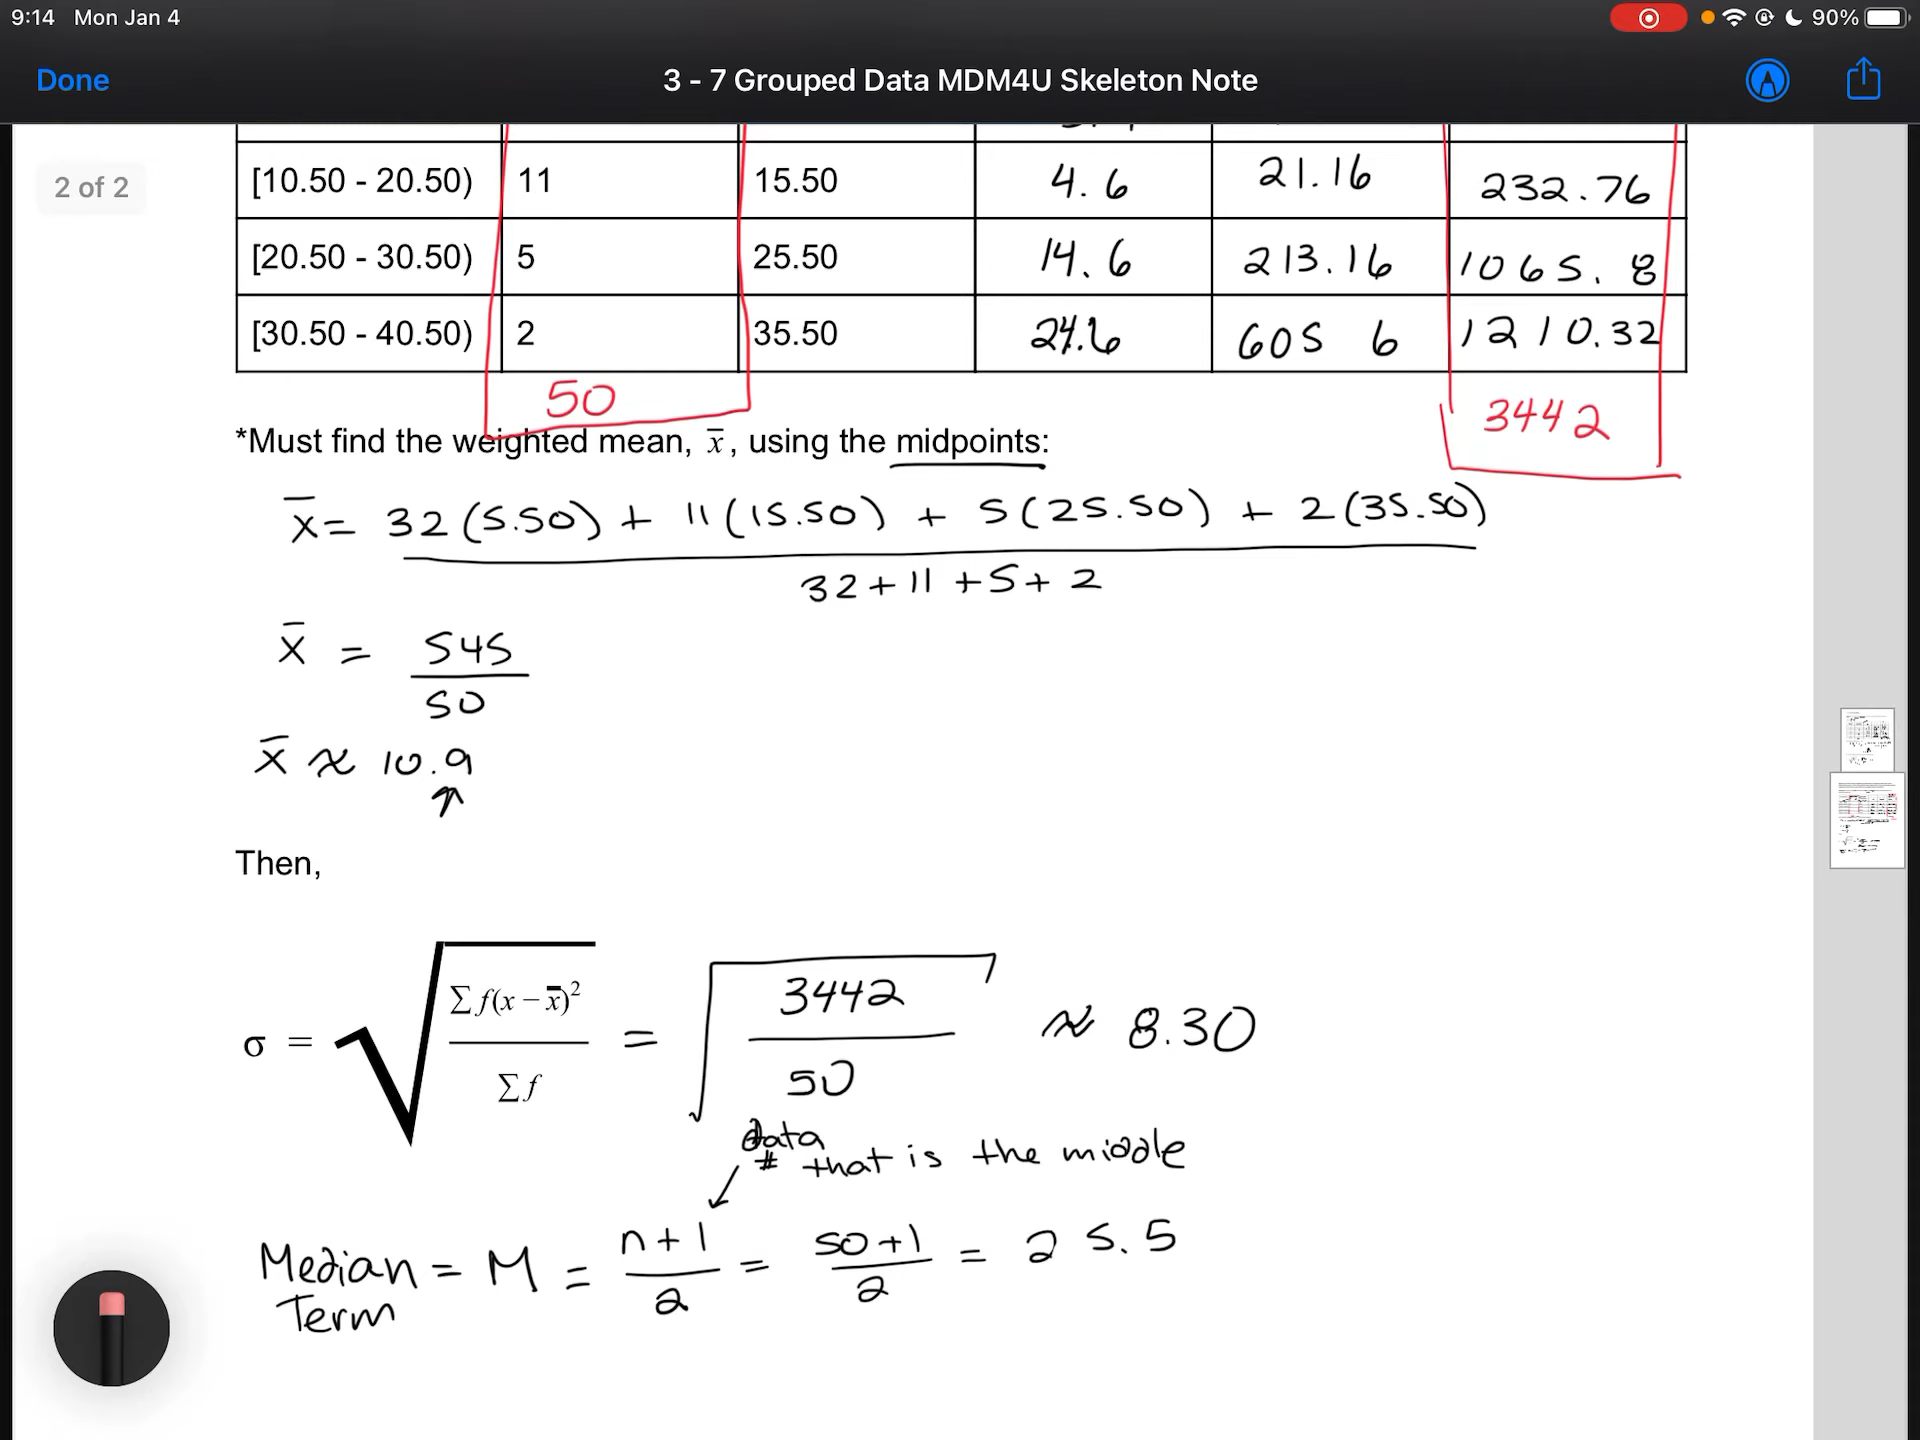 9:14 Mon Jan 4 90%
Done 3 - 7 Grouped Data MDM4U Skeleton Note
2 of 2
[10.50 - 20.50) 11 15.50 4.6 21.16 232.76
[20.50 - 30.50) 5 25.50 14.6 213.16 1065.8
[30.50 - 40.50) 2 35.50 24.6 605 6 1210.32
50 3442
*Must find the weighted mean, x̅, using the midpoints:
x̅ = 32(5.50) + 11(15.50) + 5(25.50) + 2(35.50)
32 + 11 + 5 + 2
x̅ = 545
50
x̅ ≈ 10.9
↑
Then,
σ = √ Σ f(x − x̅)² / Σ f = √ 3442 / 50 ≈ 8.30
data
# that is the middle
Median = M = n+1 / 2 = 50+1 / 2 = 25.5
Term